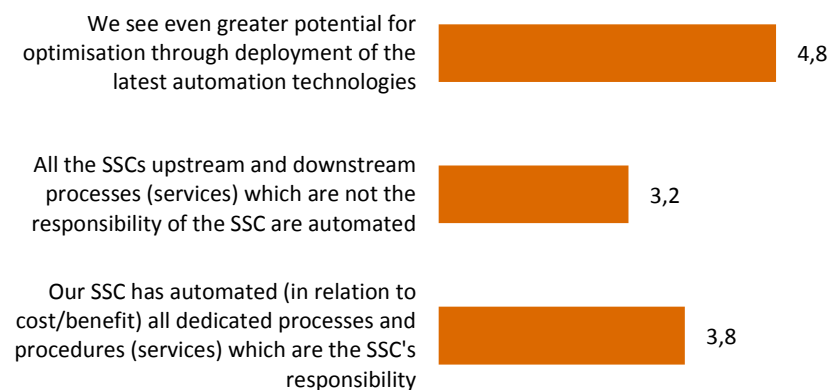 We see even greater potential for
optimisation through deployment of the
latest automation technologies
4,8
All the SSCs upstream and downstream
processes (services) which are not the
responsibility of the SSC are automated
3,2
Our SSC has automated (in relation to
cost/benefit) all dedicated processes and
procedures (services) which are the SSC's
responsibility
3,8